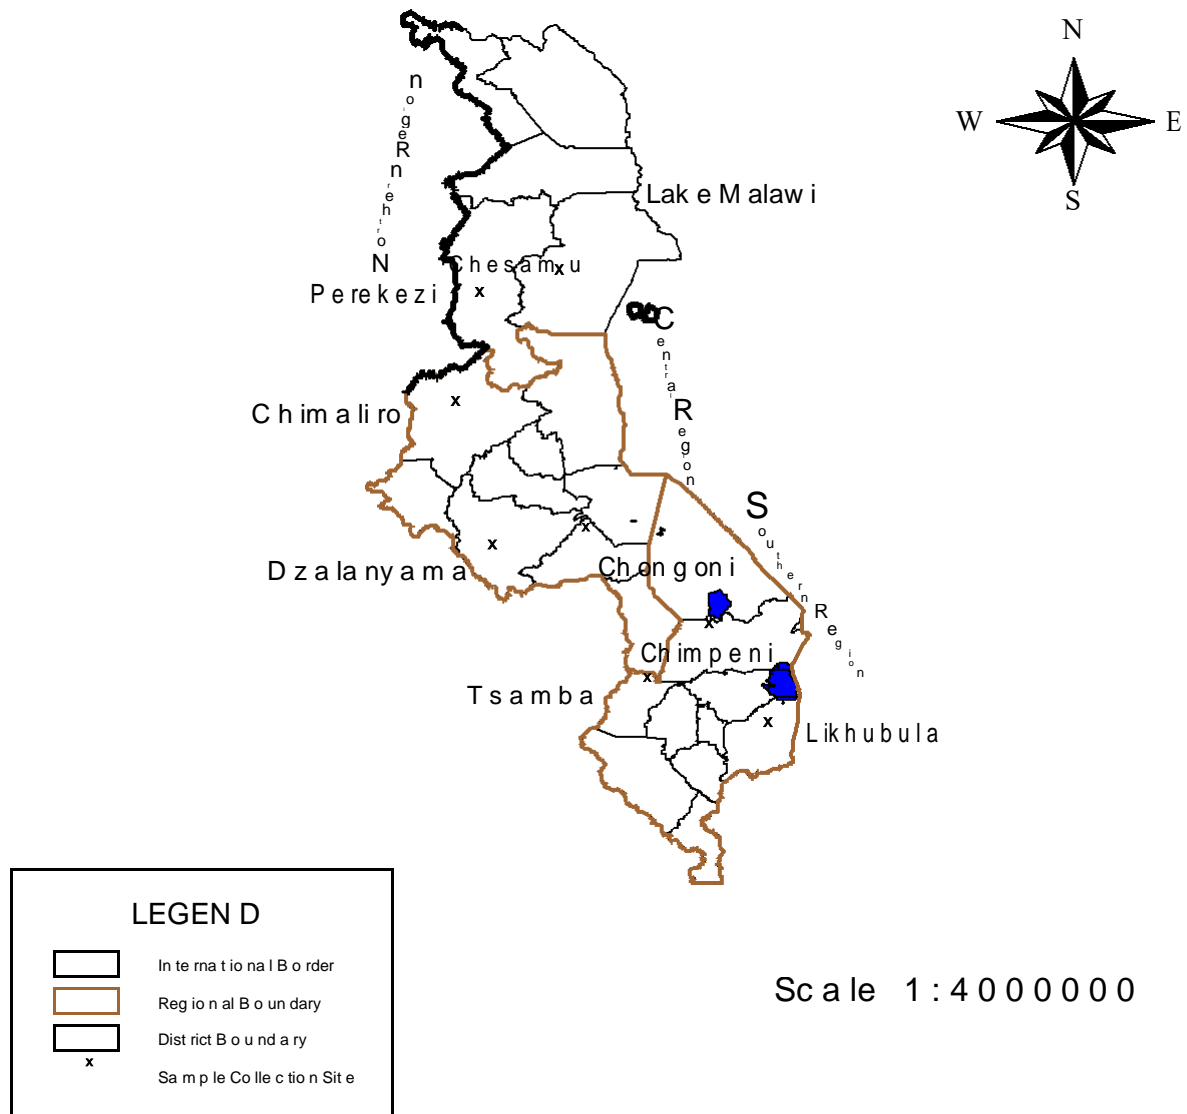 N
W
E
S
Northern Region
Lake Malawi
Chesamu
x
Perekezi
x
Central Region
x
Chimaliro
Southern Region
x
x
Dzalanyama
Chongoni
x
Chimpeni
x
Tsamba
x
Likhubula
LEGEND
International Border
Regional Boundary
District Boundary
x
Sample Collection Site
Scale 1:4000000